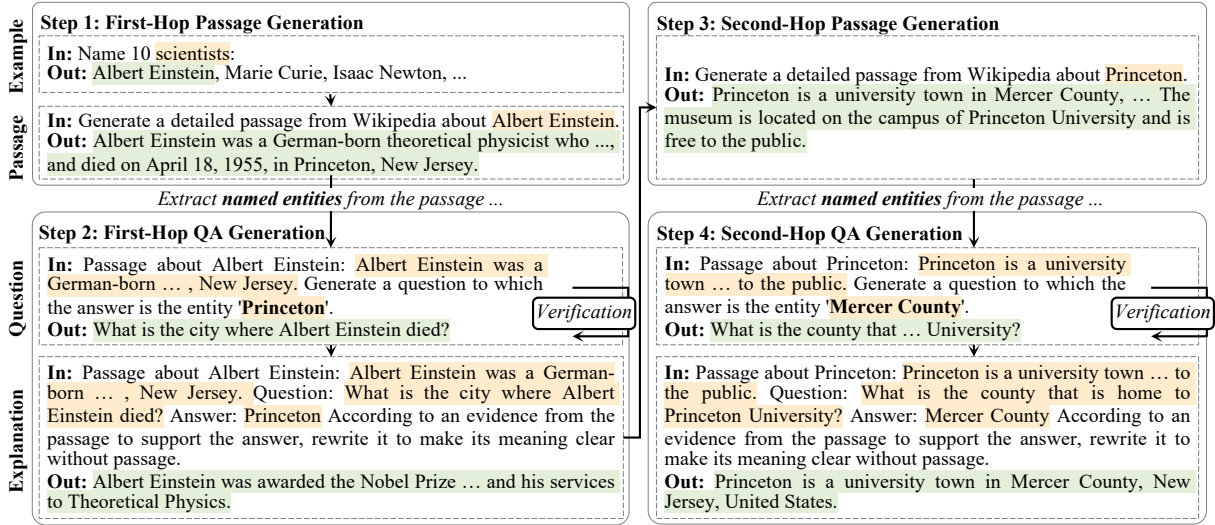 Example
Passage
Step 1: First-Hop Passage Generation
In: Name 10 scientists:
Out: Albert Einstein, Marie Curie, Isaac Newton, ...
In: Generate a detailed passage from Wikipedia about Albert Einstein.
Out: Albert Einstein was a German-born theoretical physicist who ...,
and died on April 18, 1955, in Princeton, New Jersey.
Extract named entities from the passage ...
Question
Explanation
Step 2: First-Hop QA Generation
In: Passage about Albert Einstein: Albert Einstein was a
German-born … , New Jersey. Generate a question to which
the answer is the entity 'Princeton'.
Out: What is the city where Albert Einstein died?
Verification
In: Passage about Albert Einstein: Albert Einstein was a German-
born … , New Jersey. Question: What is the city where Albert
Einstein died? Answer: Princeton According to an evidence from the
passage to support the answer, rewrite it to make its meaning clear
without passage.
Out: Albert Einstein was awarded the Nobel Prize … and his services
to Theoretical Physics.
Step 3: Second-Hop Passage Generation
In: Generate a detailed passage from Wikipedia about Princeton.
Out: Princeton is a university town in Mercer County, … The
museum is located on the campus of Princeton University and is
free to the public.
Extract named entities from the passage ...
Step 4: Second-Hop QA Generation
In: Passage about Princeton: Princeton is a university
town … to the public. Generate a question to which the
answer is the entity 'Mercer County'.
Out: What is the county that … University?
Verification
In: Passage about Princeton: Princeton is a university town … to
the public. Question: What is the county that is home to
Princeton University? Answer: Mercer County According to an
evidence from the passage to support the answer, rewrite it to
make its meaning clear without passage.
Out: Princeton is a university town in Mercer County, New
Jersey, United States.